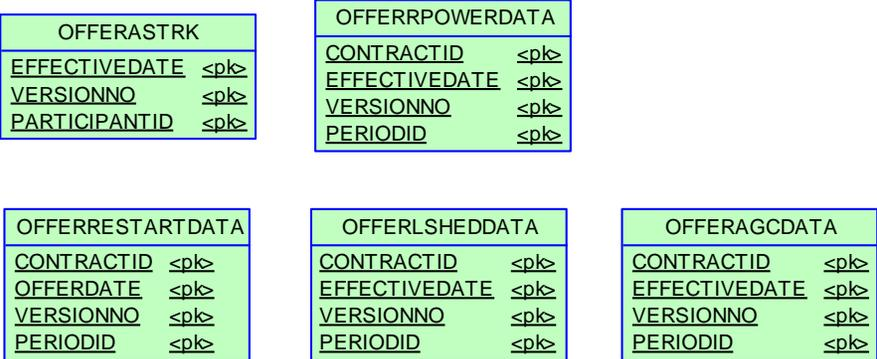 OFFERASTRK
EFFECTIVEDATE <pk>
VERSIONNO <pk>
PARTICIPANTID <pk>
OFFERRPOWERDATA
CONTRACTID <pk>
EFFECTIVEDATE <pk>
VERSIONNO <pk>
PERIODID <pk>
OFFERRESTARTDATA
CONTRACTID <pk>
OFFERDATE <pk>
VERSIONNO <pk>
PERIODID <pk>
OFFERLSHEDDATA
CONTRACTID <pk>
EFFECTIVEDATE <pk>
VERSIONNO <pk>
PERIODID <pk>
OFFERAGCDATA
CONTRACTID <pk>
EFFECTIVEDATE <pk>
VERSIONNO <pk>
PERIODID <pk>